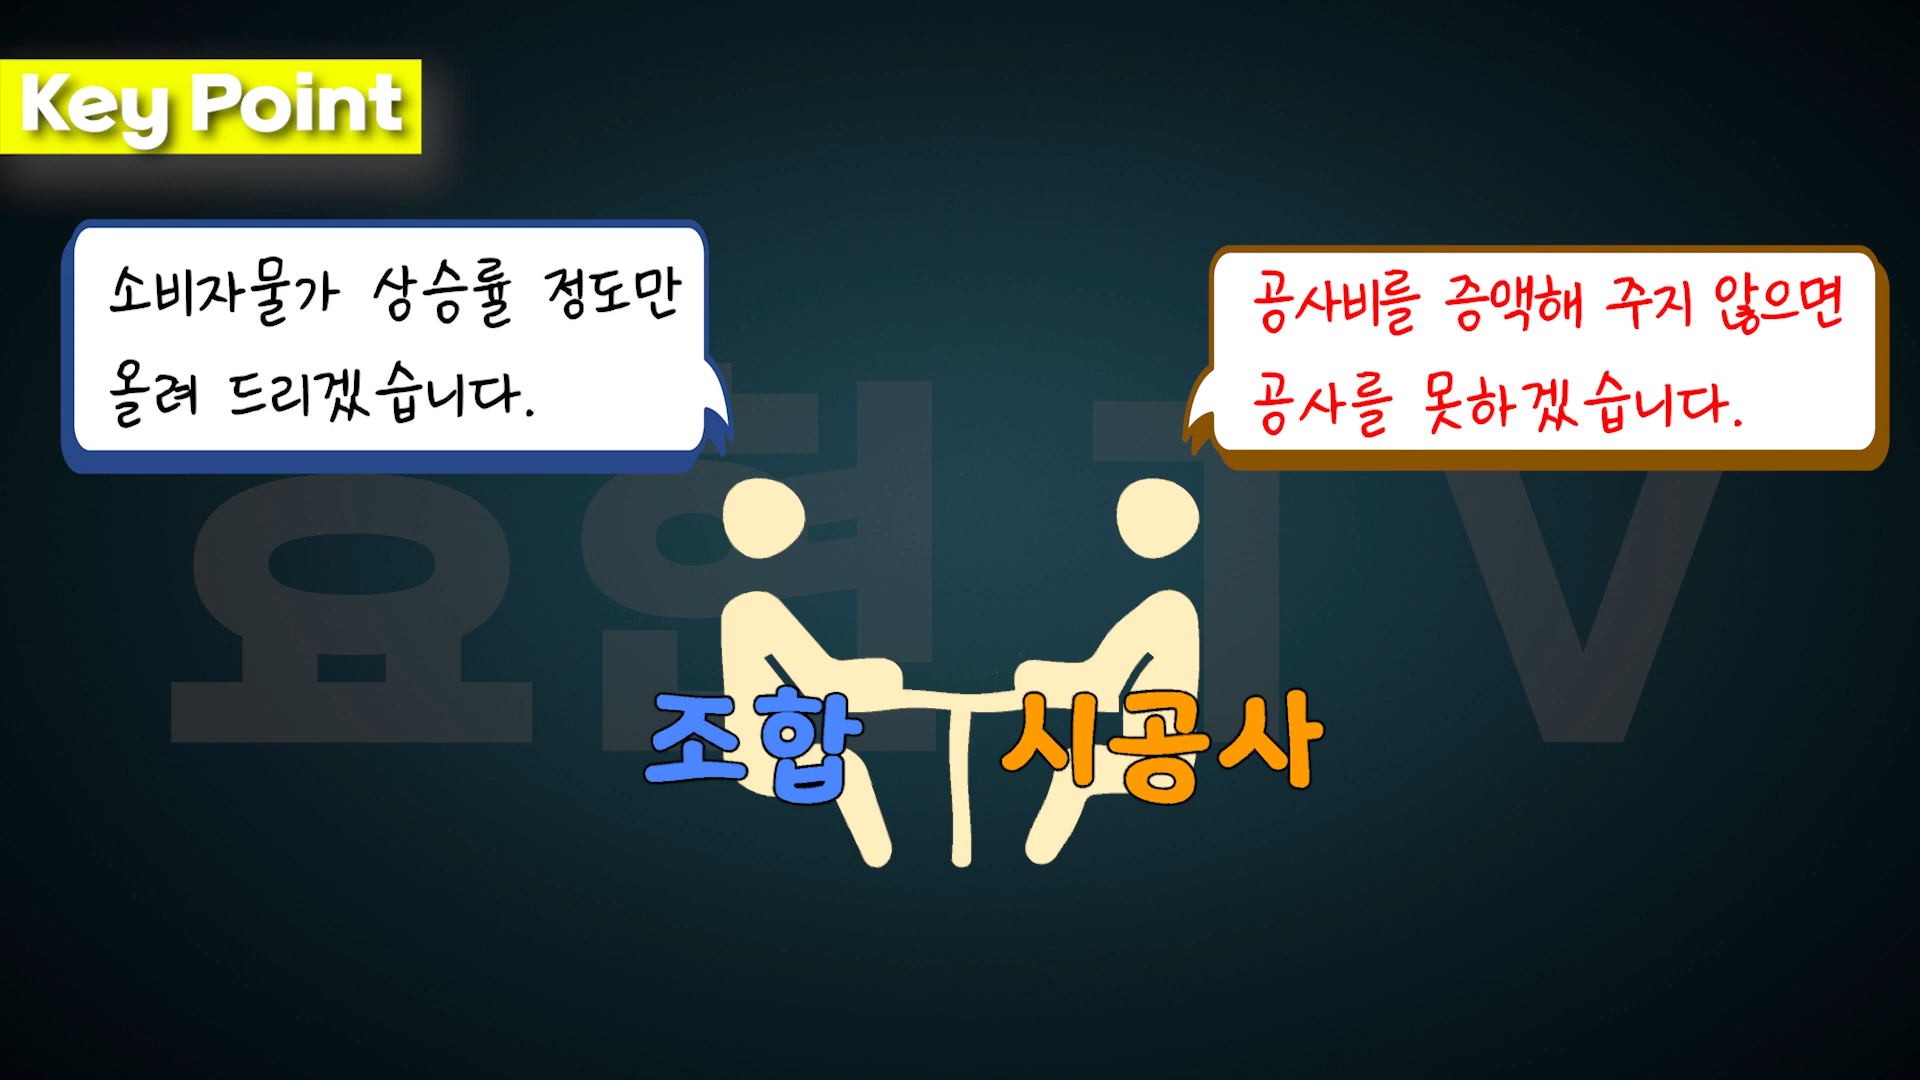 Key Point
소비자물가 상승률 정도만
올려 드리겠습니다.
공사비를 증액해 주지 않으면
공사를 못하겠습니다.
조합
시공사